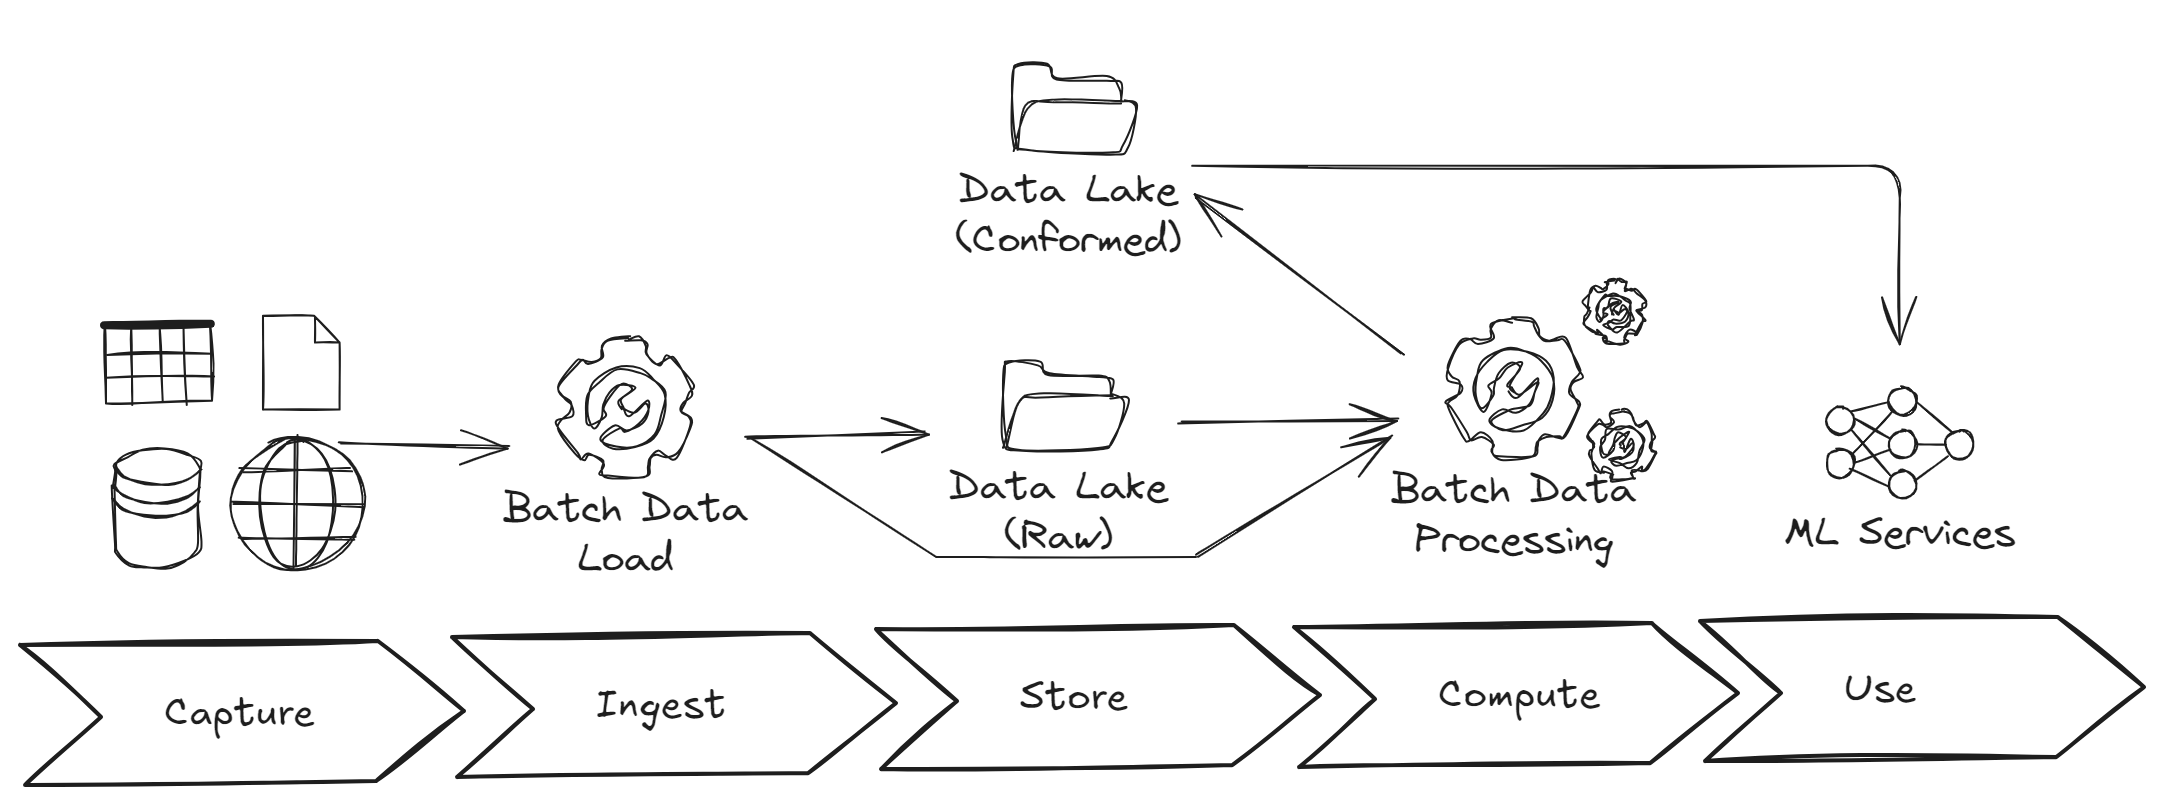 Data Lake
(Conformed)
Batch Data
Load
Data Lake
(Raw)
Batch Data
Processing
ML Services
Capture
Ingest
Store
Compute
Use